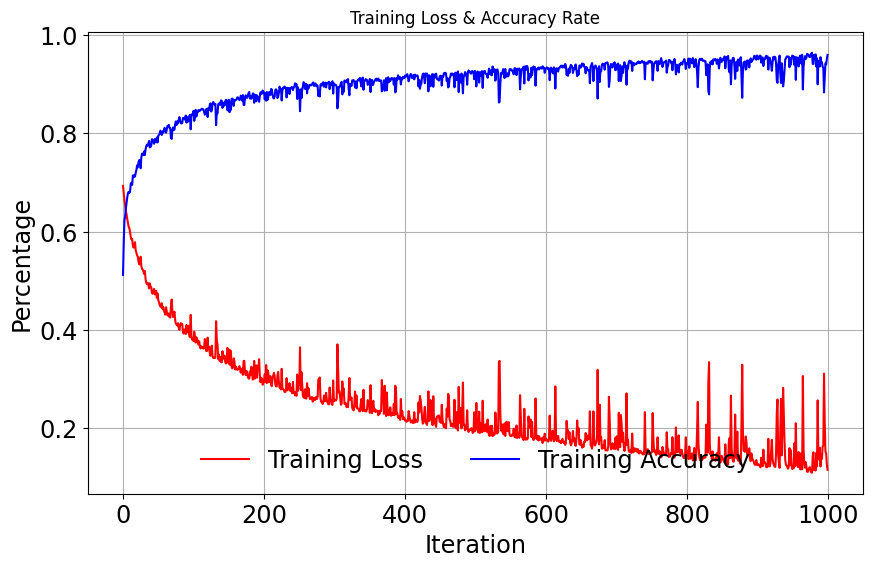 Training Loss & Accuracy Rate
1.0
0.8
0.6
0.4
0.2
Percentage
Training Loss
Training Accuracy
0 200 400 600 800 1000
Iteration